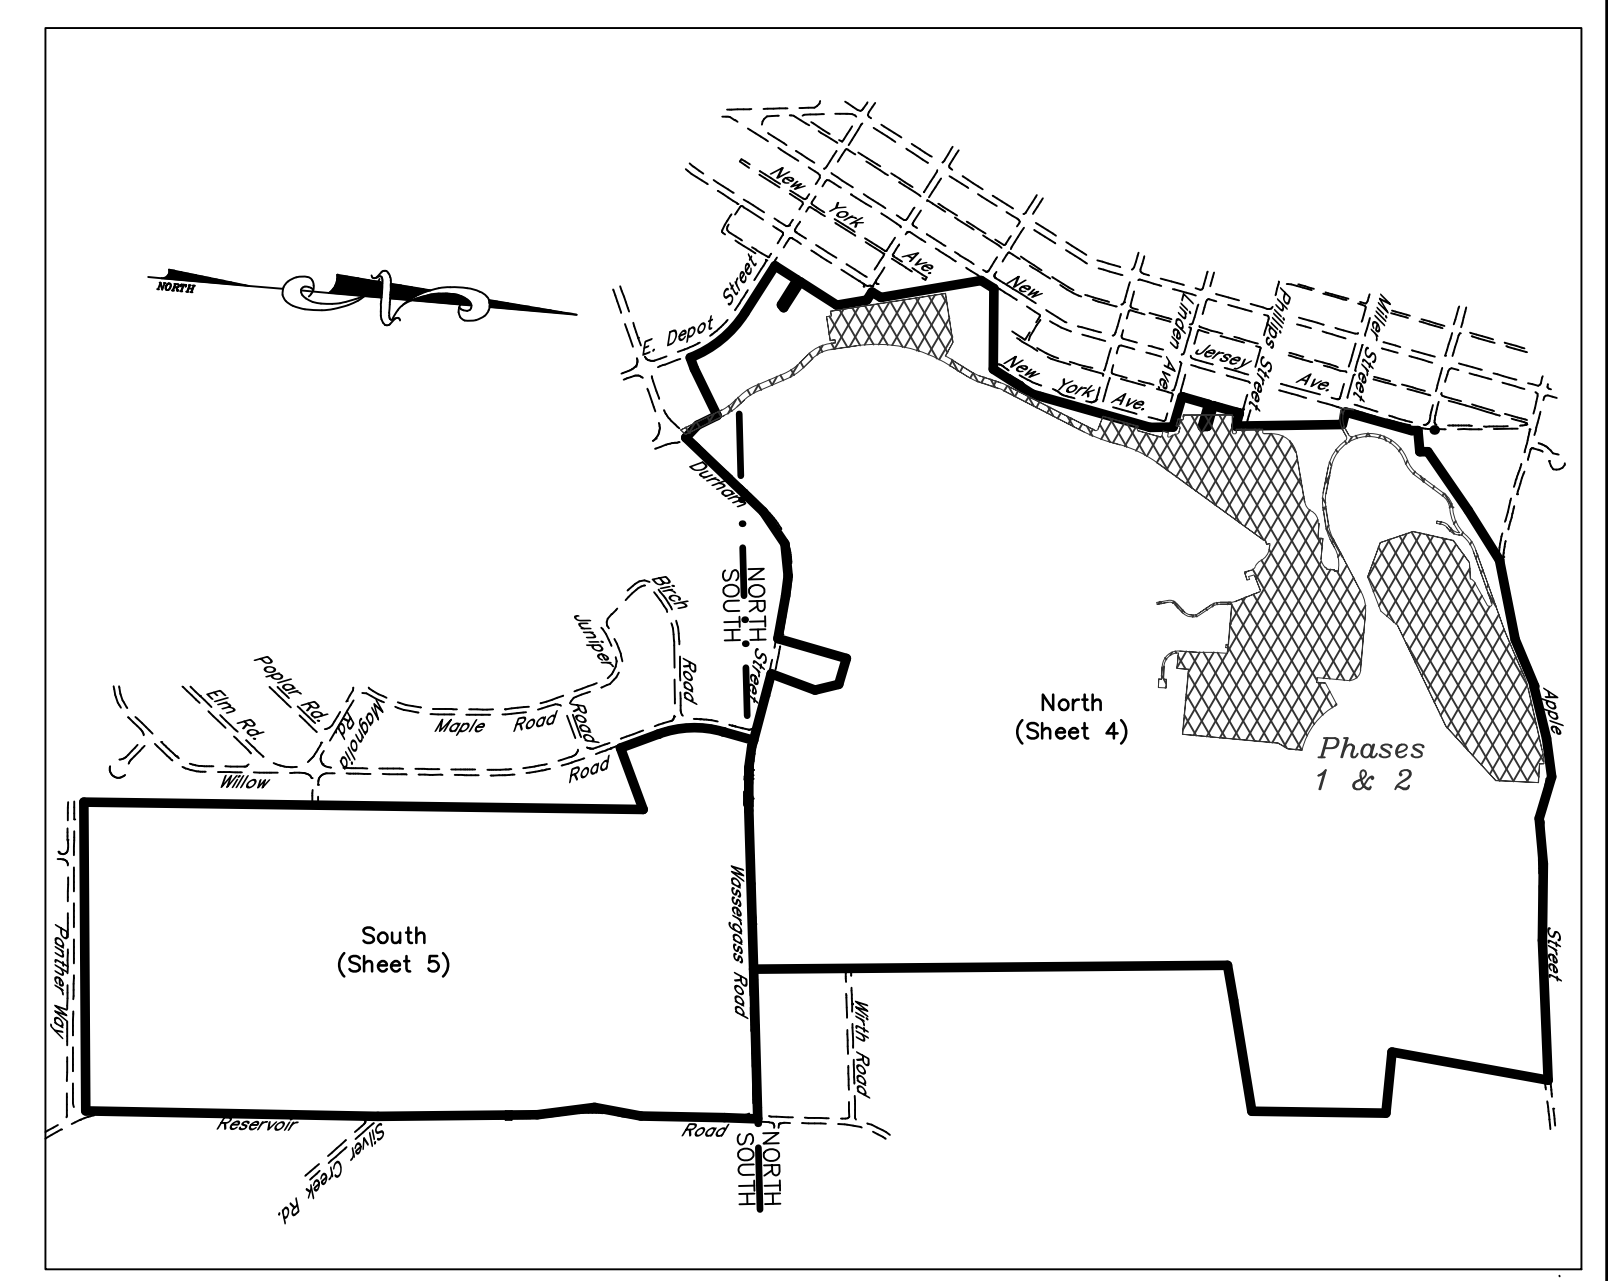 NORTH
New
York
Ave.
New
E. Depot
Street
New
York
Ave.
Linden Ave.
Jersey
Ave.
Phillips Street
Miller Street
Durham
Street
NORTH
SOUTH
Birch
Road
Juniper
Road
Poplar Rd.
Elm Rd.
Magnolia
Rd.
Maple
Road
Willow
Road
North
(Sheet 4)
Phases
1 & 2
Apple
Street
South
(Sheet 5)
Wassergass Road
Panther Way
Wirth Road
Reservoir
Road
Silver Creek Rd.
NORTH
SOUTH